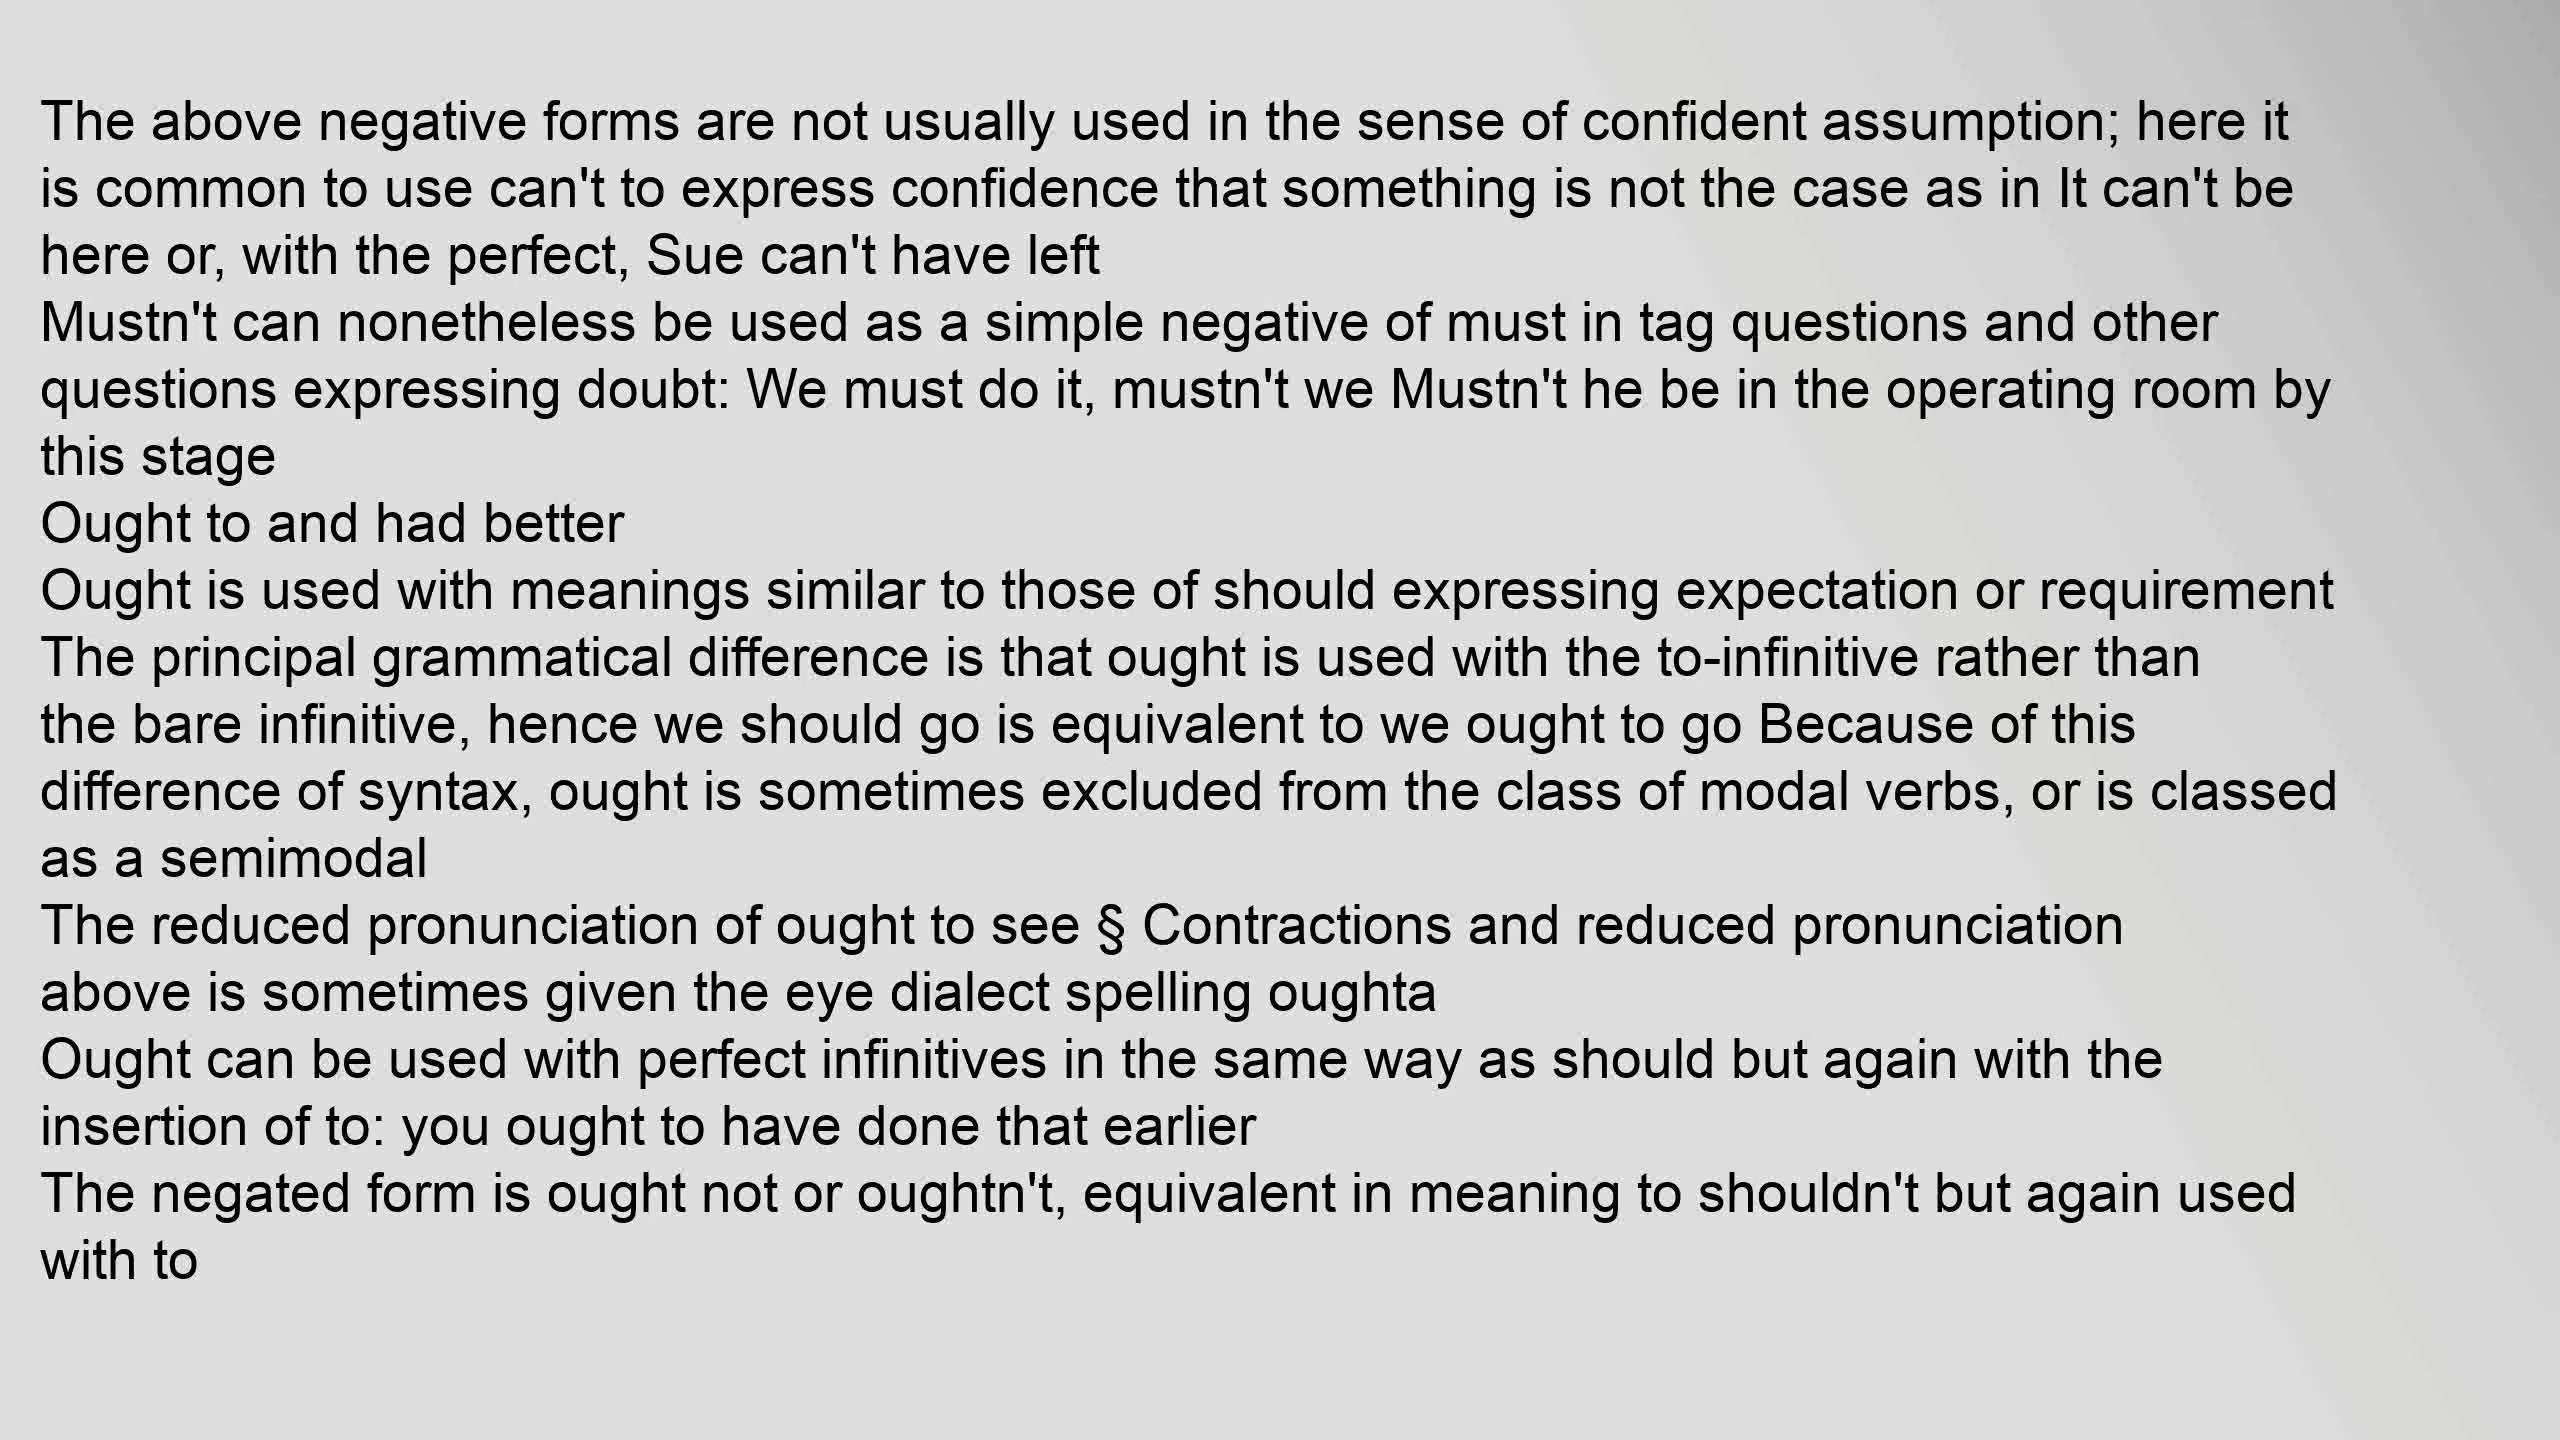 The above negative forms are not usually used in the sense of confident assumption; here it
is common to use can't to express confidence that something is not the case as in It can't be
here or, with the perfect, Sue can't have left
Mustn't can nonetheless be used as a simple negative of must in tag questions and other
questions expressing doubt: We must do it, mustn't we Mustn't he be in the operating room by
this stage
Ought to and had better
Ought is used with meanings similar to those of should expressing expectation or requirement
The principal grammatical difference is that ought is used with the to-infinitive rather than
the bare infinitive, hence we should go is equivalent to we ought to go Because of this
difference of syntax, ought is sometimes excluded from the class of modal verbs, or is classed
as a semimodal
The reduced pronunciation of ought to see § Contractions and reduced pronunciation
above is sometimes given the eye dialect spelling oughta
Ought can be used with perfect infinitives in the same way as should but again with the
insertion of to: you ought to have done that earlier
The negated form is ought not or oughtn't, equivalent in meaning to shouldn't but again used
with to